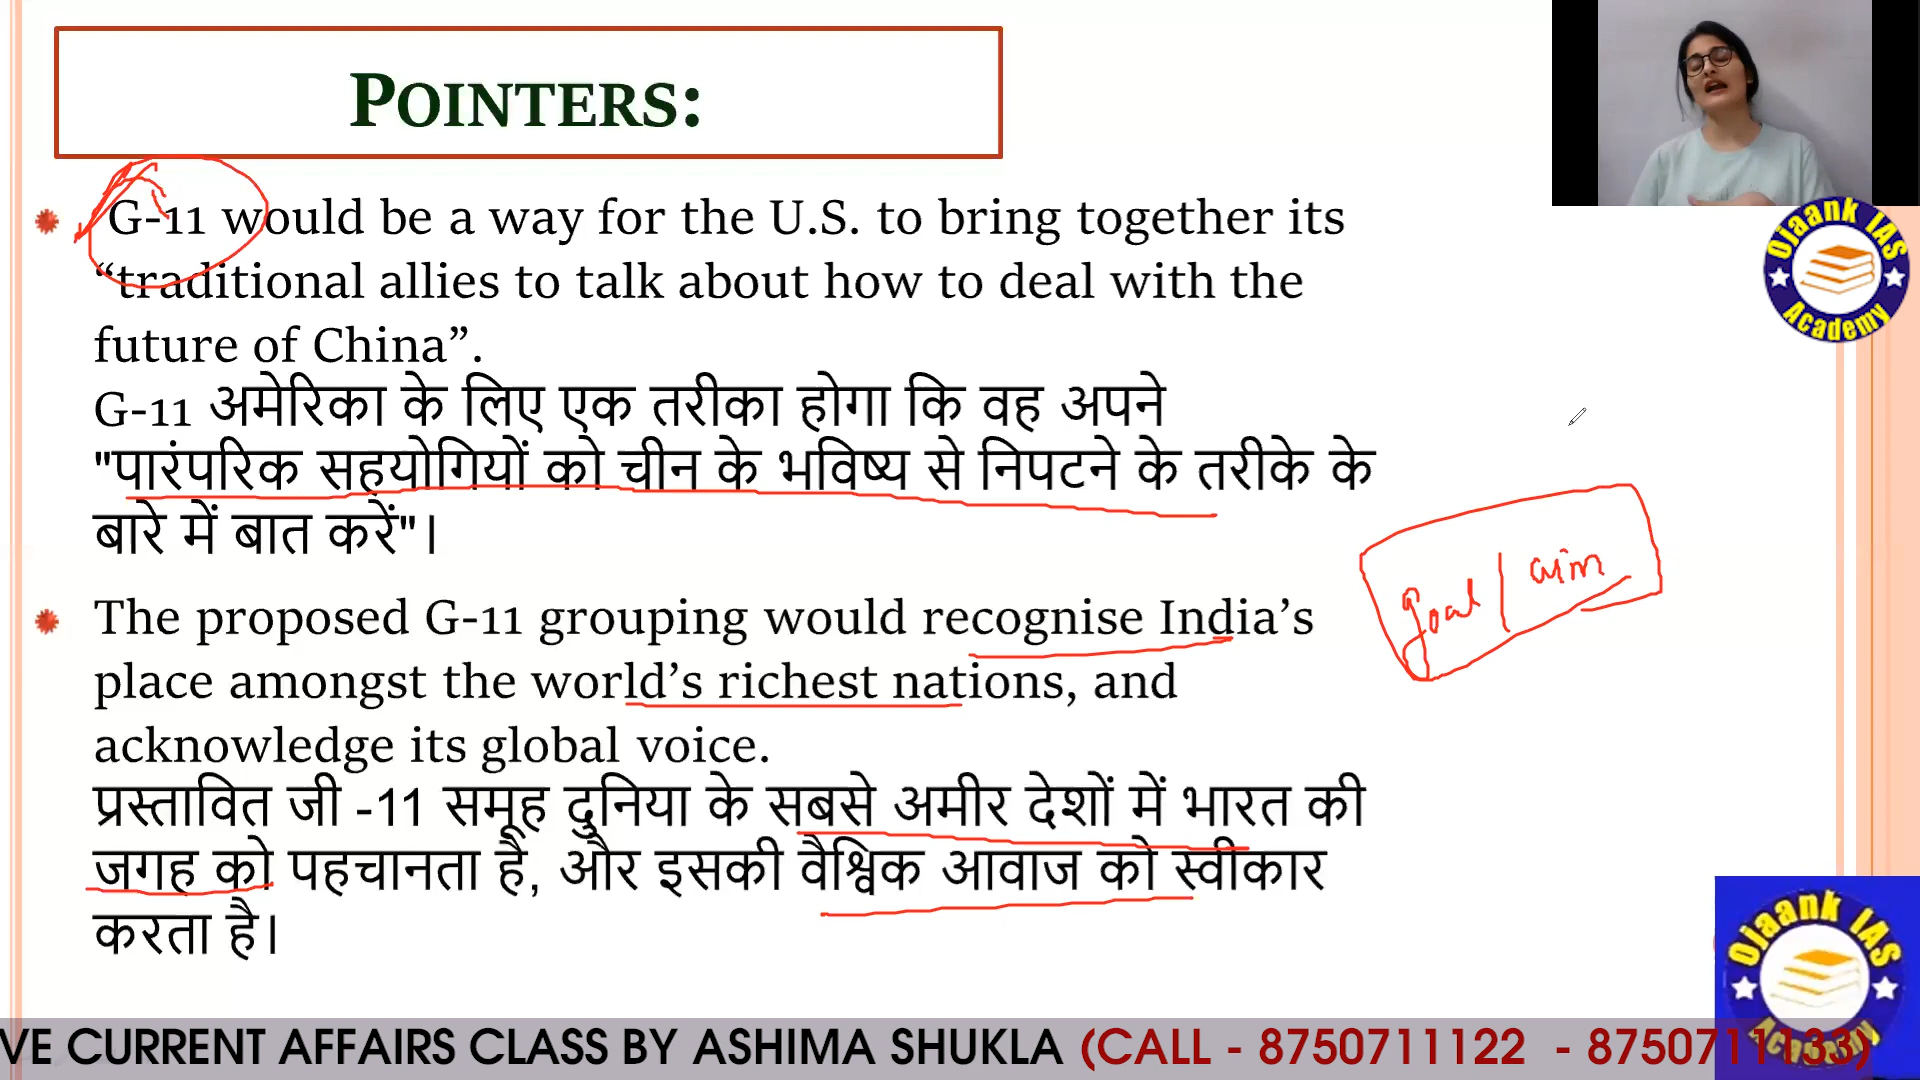 POINTERS:
G-11 would be a way for the U.S. to bring together its
“traditional allies to talk about how to deal with the
future of China”.
G-11 अमेरिका के लिए एक तरीका होगा कि वह अपने
"पारंपरिक सहयोगियों को चीन के भविष्य से निपटने के तरीके के
बारे में बात करें"।
goal | aim
The proposed G-11 grouping would recognise India’s
place amongst the world’s richest nations, and
acknowledge its global voice.
प्रस्तावित जी -11 समूह दुनिया के सबसे अमीर देशों में भारत की
जगह को पहचानता है, और इसकी वैश्विक आवाज को स्वीकार
करता है।
Ojaank IAS
Academy
Ojaank IAS
Academy
VE CURRENT AFFAIRS CLASS BY ASHIMA SHUKLA (CALL - 8750711122 - 8750711133)